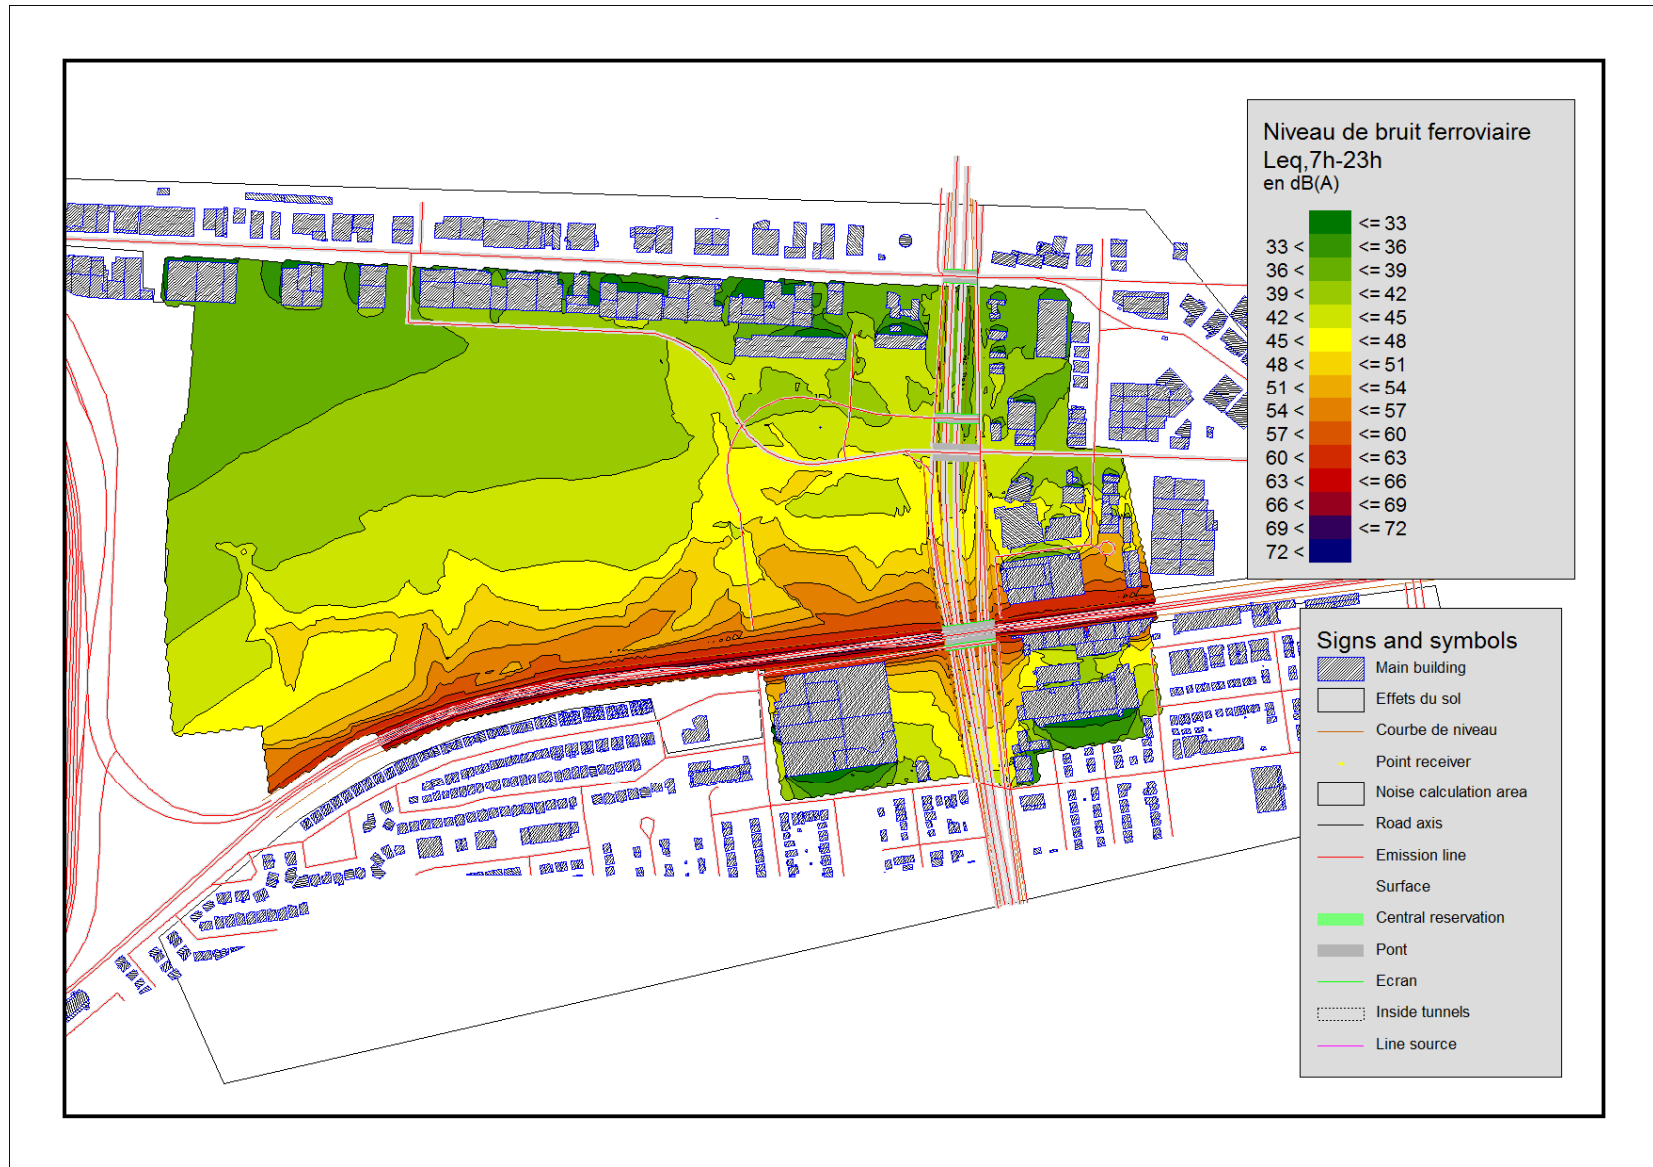 Niveau de bruit ferroviaire
Leq,7h-23h
en dB(A)
<= 33
33 < <= 36
36 < <= 39
39 < <= 42
42 < <= 45
45 < <= 48
48 < <= 51
51 < <= 54
54 < <= 57
57 < <= 60
60 < <= 63
63 < <= 66
66 < <= 69
69 < <= 72
72 <
Signs and symbols
Main building
Effets du sol
Courbe de niveau
Point receiver
Noise calculation area
Road axis
Emission line
Surface
Central reservation
Pont
Ecran
Inside tunnels
Line source